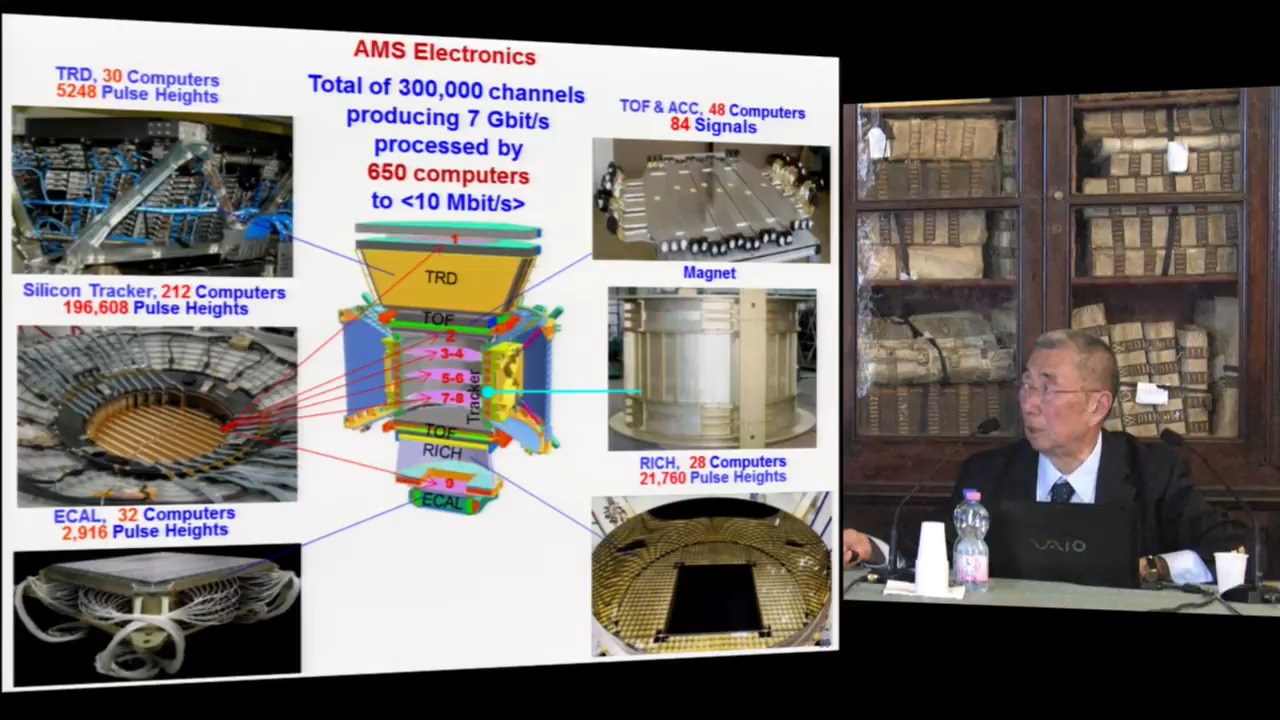 AMS Electronics
Total of 300,000 channels
producing 7 Gbit/s
processed by
650 computers
to <10 Mbit/s>
TRD, 30 Computers
5248 Pulse Heights
TOF & ACC, 48 Computers
84 Signals
Silicon Tracker, 212 Computers
196,608 Pulse Heights
Magnet
ECAL, 32 Computers
2,916 Pulse Heights
RICH, 28 Computers
21,760 Pulse Heights
1
TRD
TOF
2
3-4
5-6
7-8
Tracker
TOF
RICH
9
ECAL
VAIO